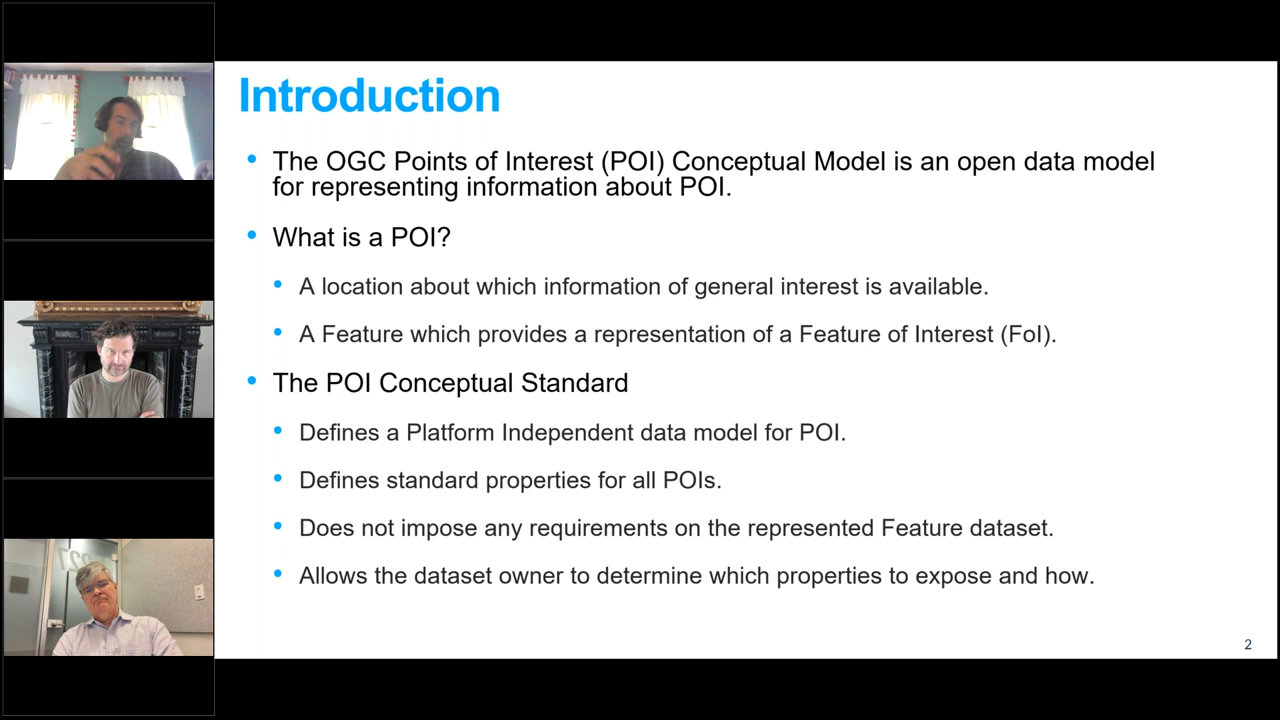 Introduction
The OGC Points of Interest (POI) Conceptual Model is an open data model
for representing information about POI.
What is a POI?
A location about which information of general interest is available.
A Feature which provides a representation of a Feature of Interest (FoI).
The POI Conceptual Standard
Defines a Platform Independent data model for POI.
Defines standard properties for all POIs.
Does not impose any requirements on the represented Feature dataset.
Allows the dataset owner to determine which properties to expose and how.
2